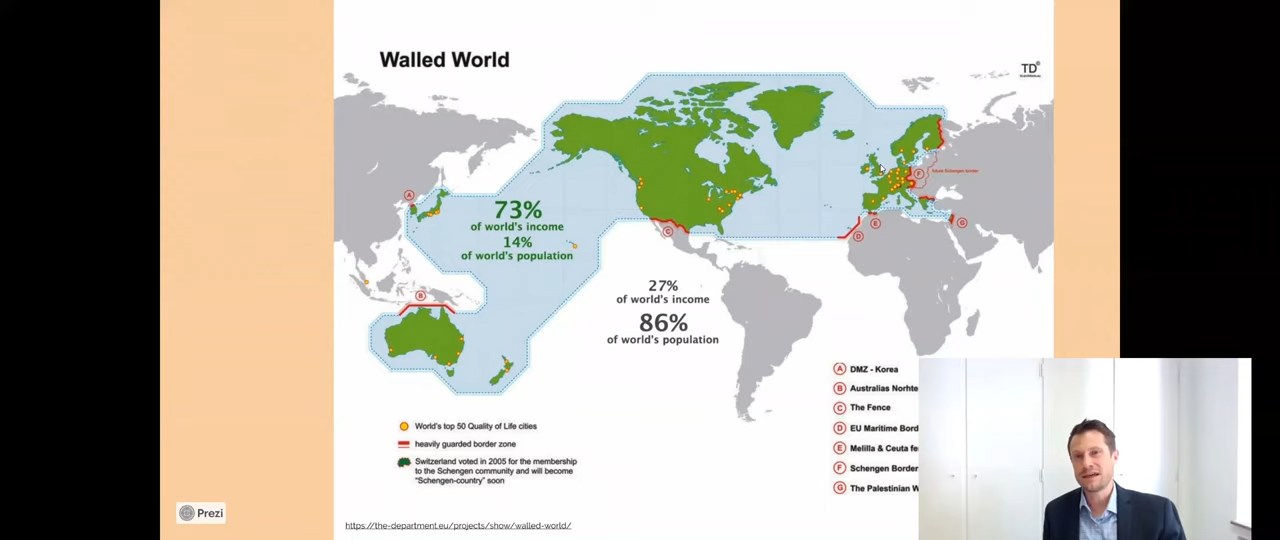 Walled World
TD
73%
of world's income
14%
of world's population
27%
of world's income
86%
of world's population
A
B
C
D
E
F
G
future Schengen border
World's top 50 Quality of Life cities
heavily guarded border zone
Switzerland voted in 2005 for the membership
to the Schengen community and will become
"Schengen-country" soon
A DMZ - Korea
B Australias Norhte
C The Fence
D EU Maritime Bord
E Melilla & Ceuta fe
F Schengen Border
G The Palestinian W
Prezi
https://the-department.eu/projects/show/walled-world/